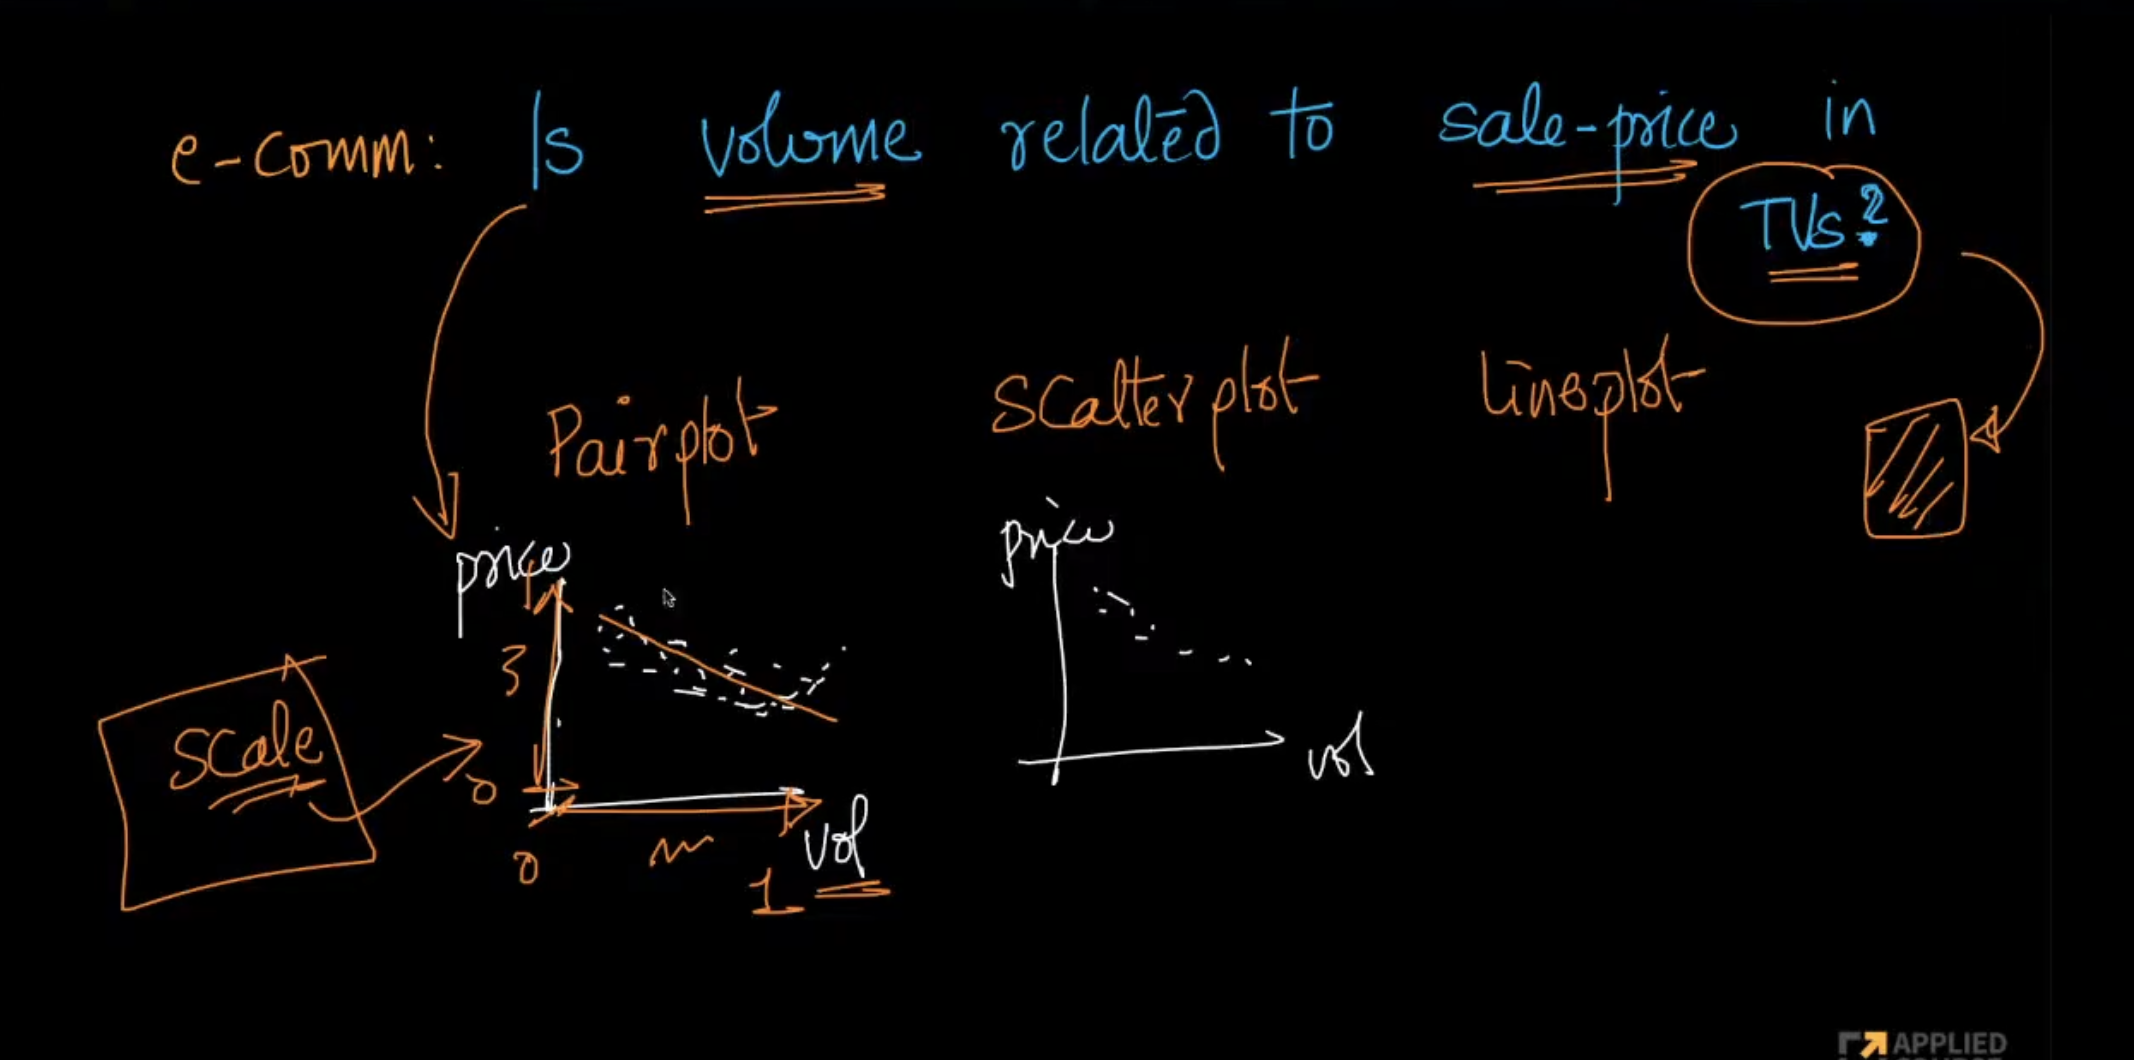 e-comm: Is volume related to sale-price in
TVs?
Pairplot scatterplot lineplot
price price
3
scale
0
vol
0 vol
1
APPLIED